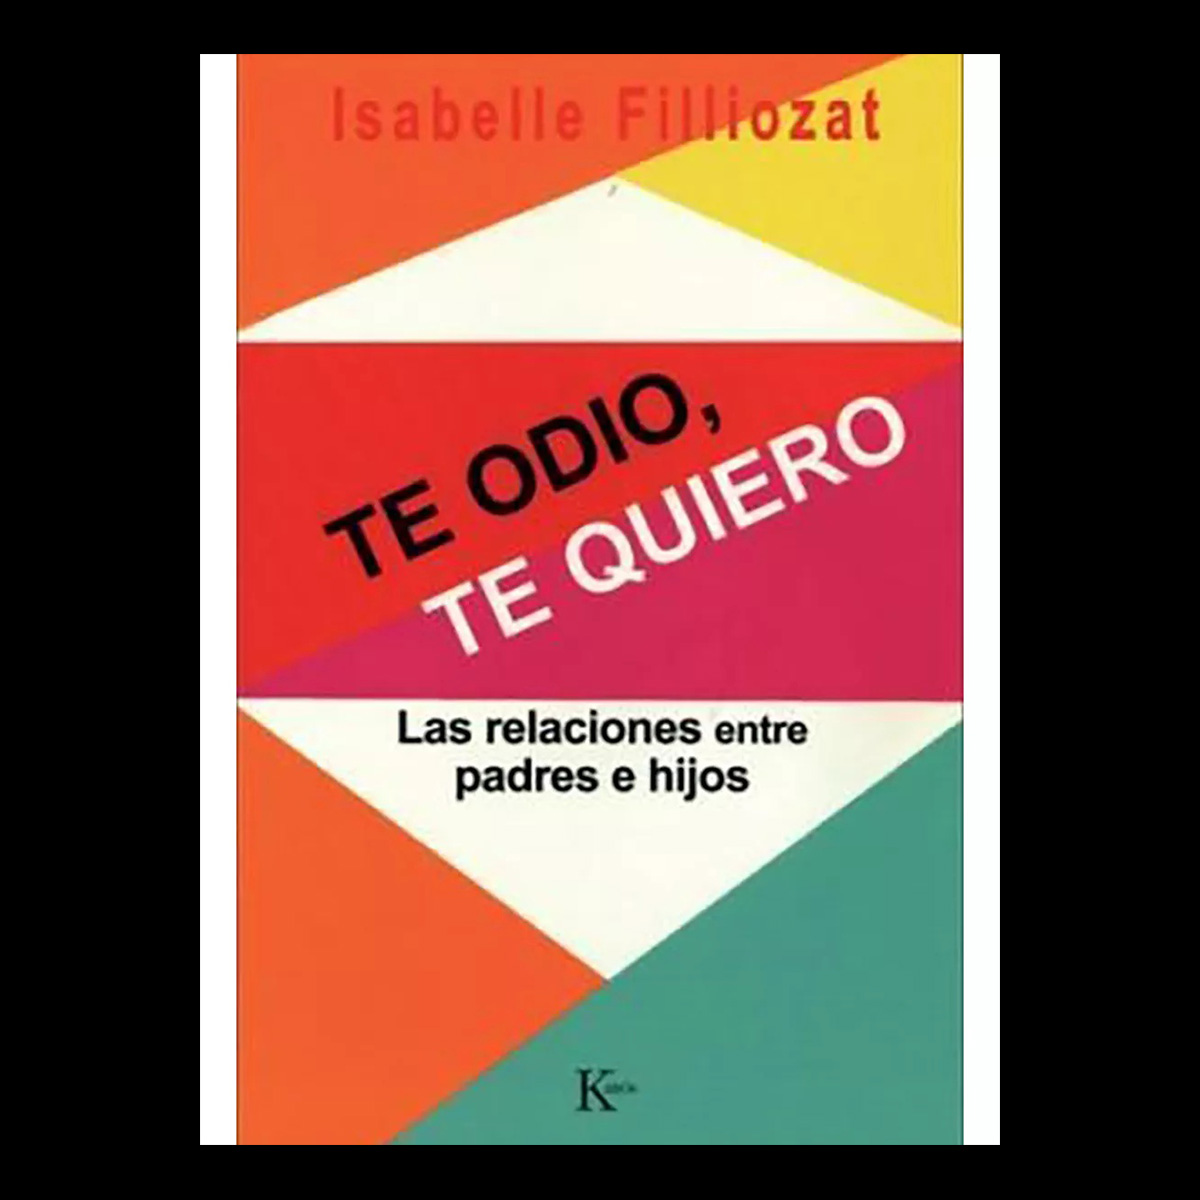 Isabelle Filliozat
TE ODIO,
TE QUIERO
Las relaciones entre
padres e hijos